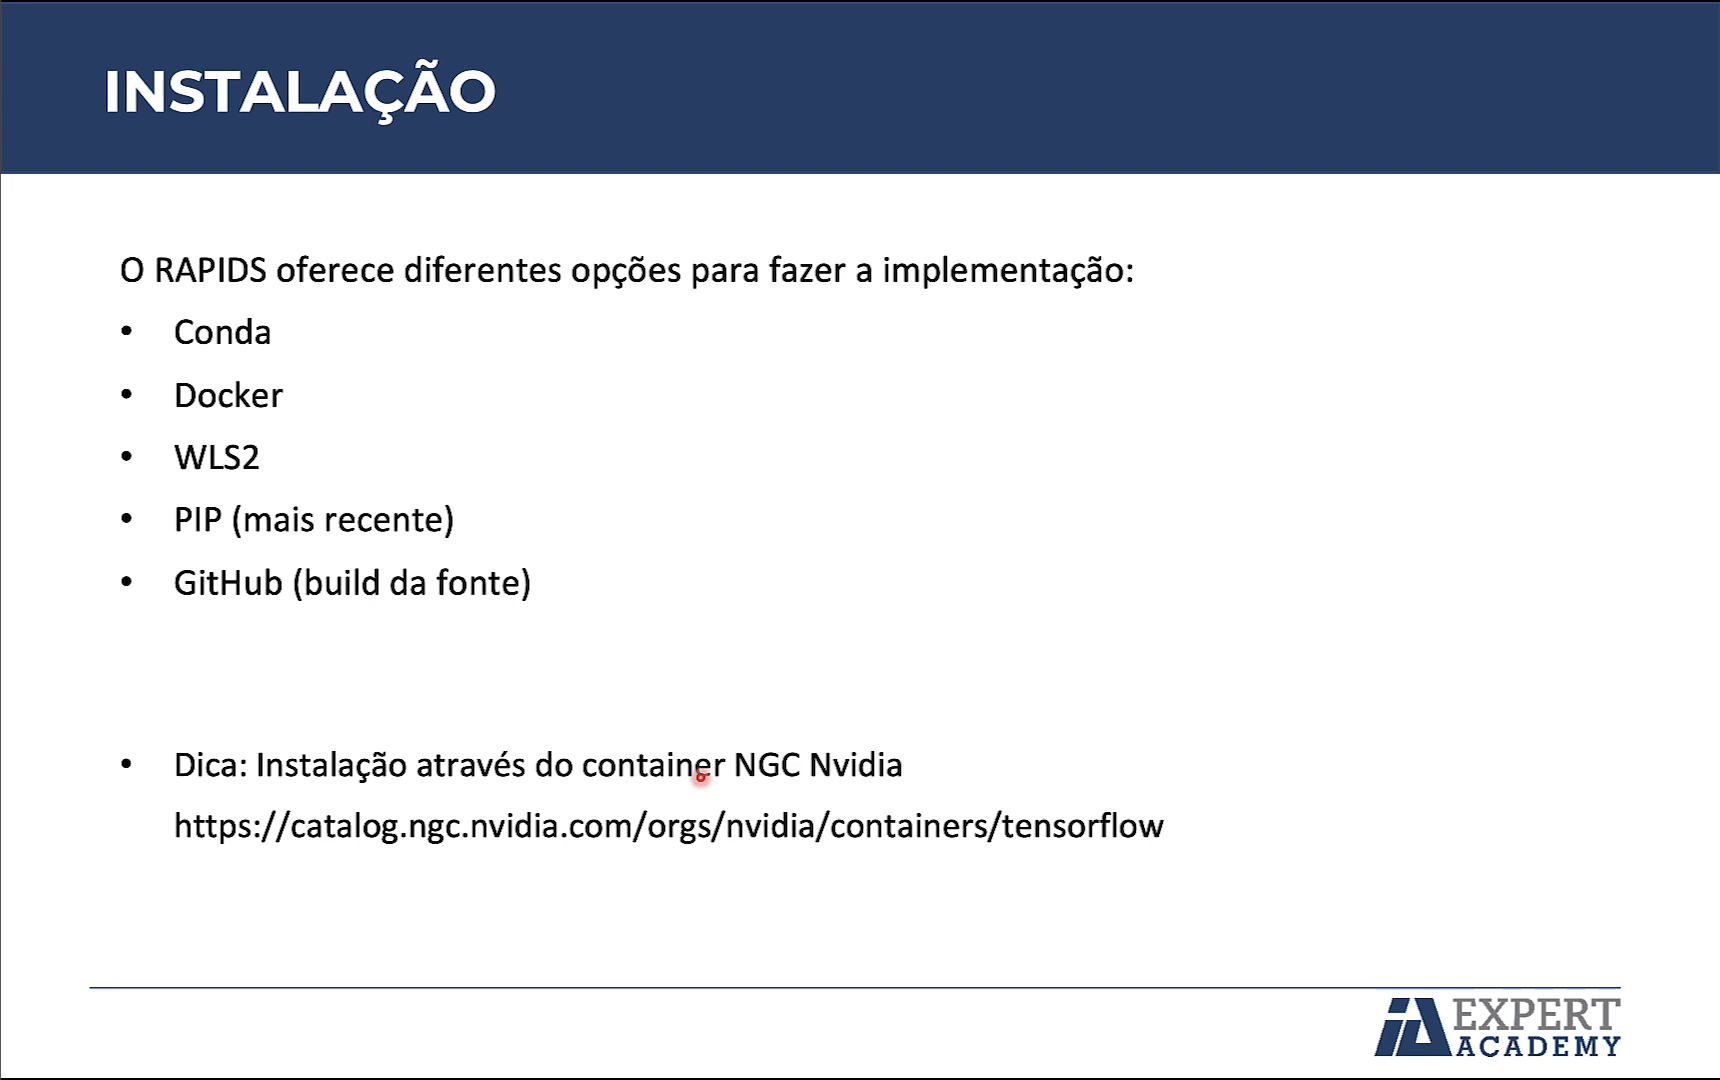 INSTALAÇÃO
O RAPIDS oferece diferentes opções para fazer a implementação:
• Conda
• Docker
• WLS2
• PIP (mais recente)
• GitHub (build da fonte)
• Dica: Instalação através do container NGC Nvidia
https://catalog.ngc.nvidia.com/orgs/nvidia/containers/tensorflow
IA EXPERT
ACADEMY